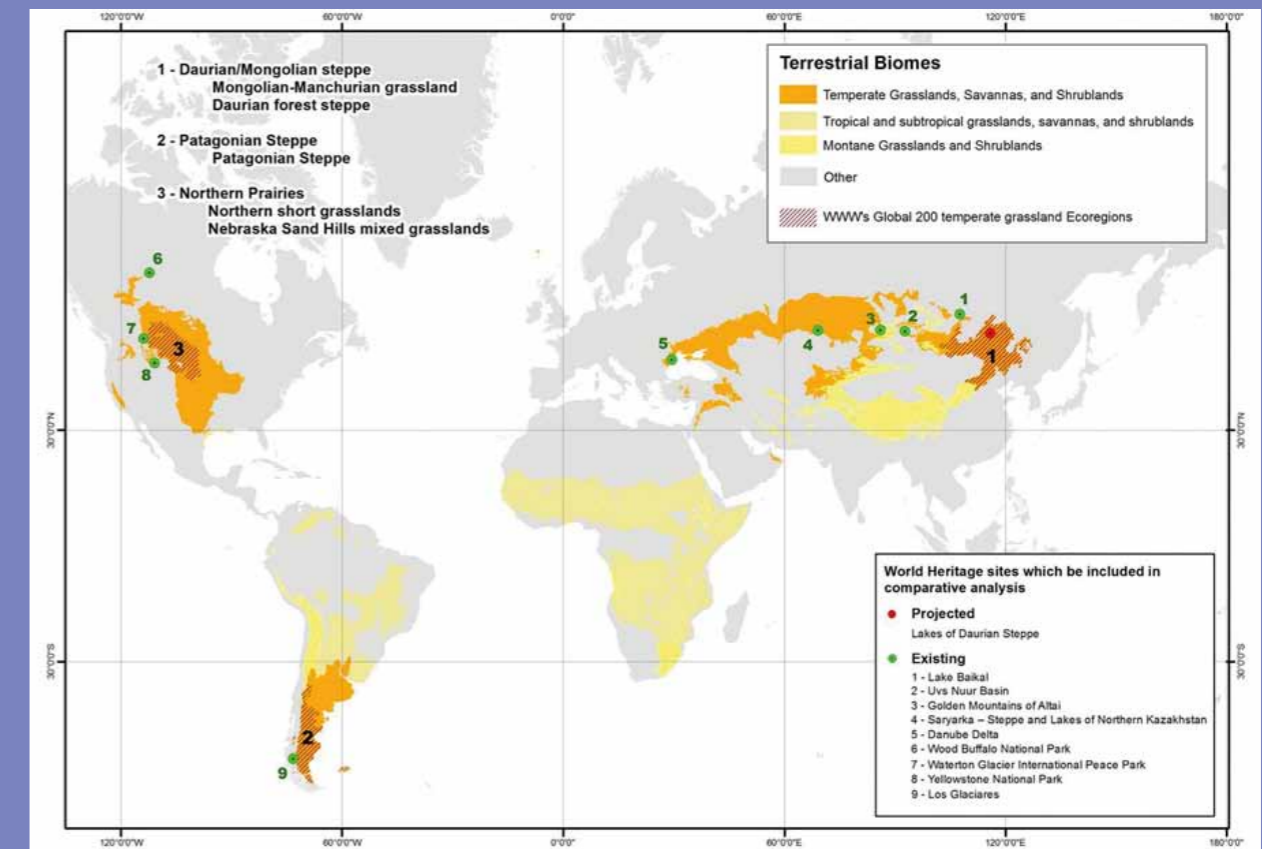 120°0'0"W 60°0'0"W 0°0'0" 60°0'0"E 120°0'0"E 180°0'0"
1 - Daurian/Mongolian steppe
Mongolian-Manchurian grassland
Daurian forest steppe
2 - Patagonian Steppe
Patagonian Steppe
3 - Northern Prairies
Northern short grasslands
Nebraska Sand Hills mixed grasslands
Terrestrial Biomes
Temperate Grasslands, Savannas, and Shrublands
Tropical and subtropical grasslands, savannas, and shrublands
Montane Grasslands and Shrublands
Other
WWW's Global 200 temperate grassland Ecoregions
6
7
3
8
5
4
3
2
1
1
30°0'0"N
30°0'0"N
30°0'0"S
30°0'0"S
2
9
World Heritage sites which be included in
comparative analysis
Projected
Lakes of Daurian Steppe
Existing
1 - Lake Baikal
2 - Uvs Nuur Basin
3 - Golden Mountains of Altai
4 - Saryarka – Steppe and Lakes of Northern Kazakhstan
5 - Danube Delta
6 - Wood Buffalo National Park
7 - Waterton Glacier International Peace Park
8 - Yellowstone National Park
9 - Los Glaciares
120°0'0"W 60°0'0"W 0°0'0" 60°0'0"E 120°0'0"E 180°0'0"